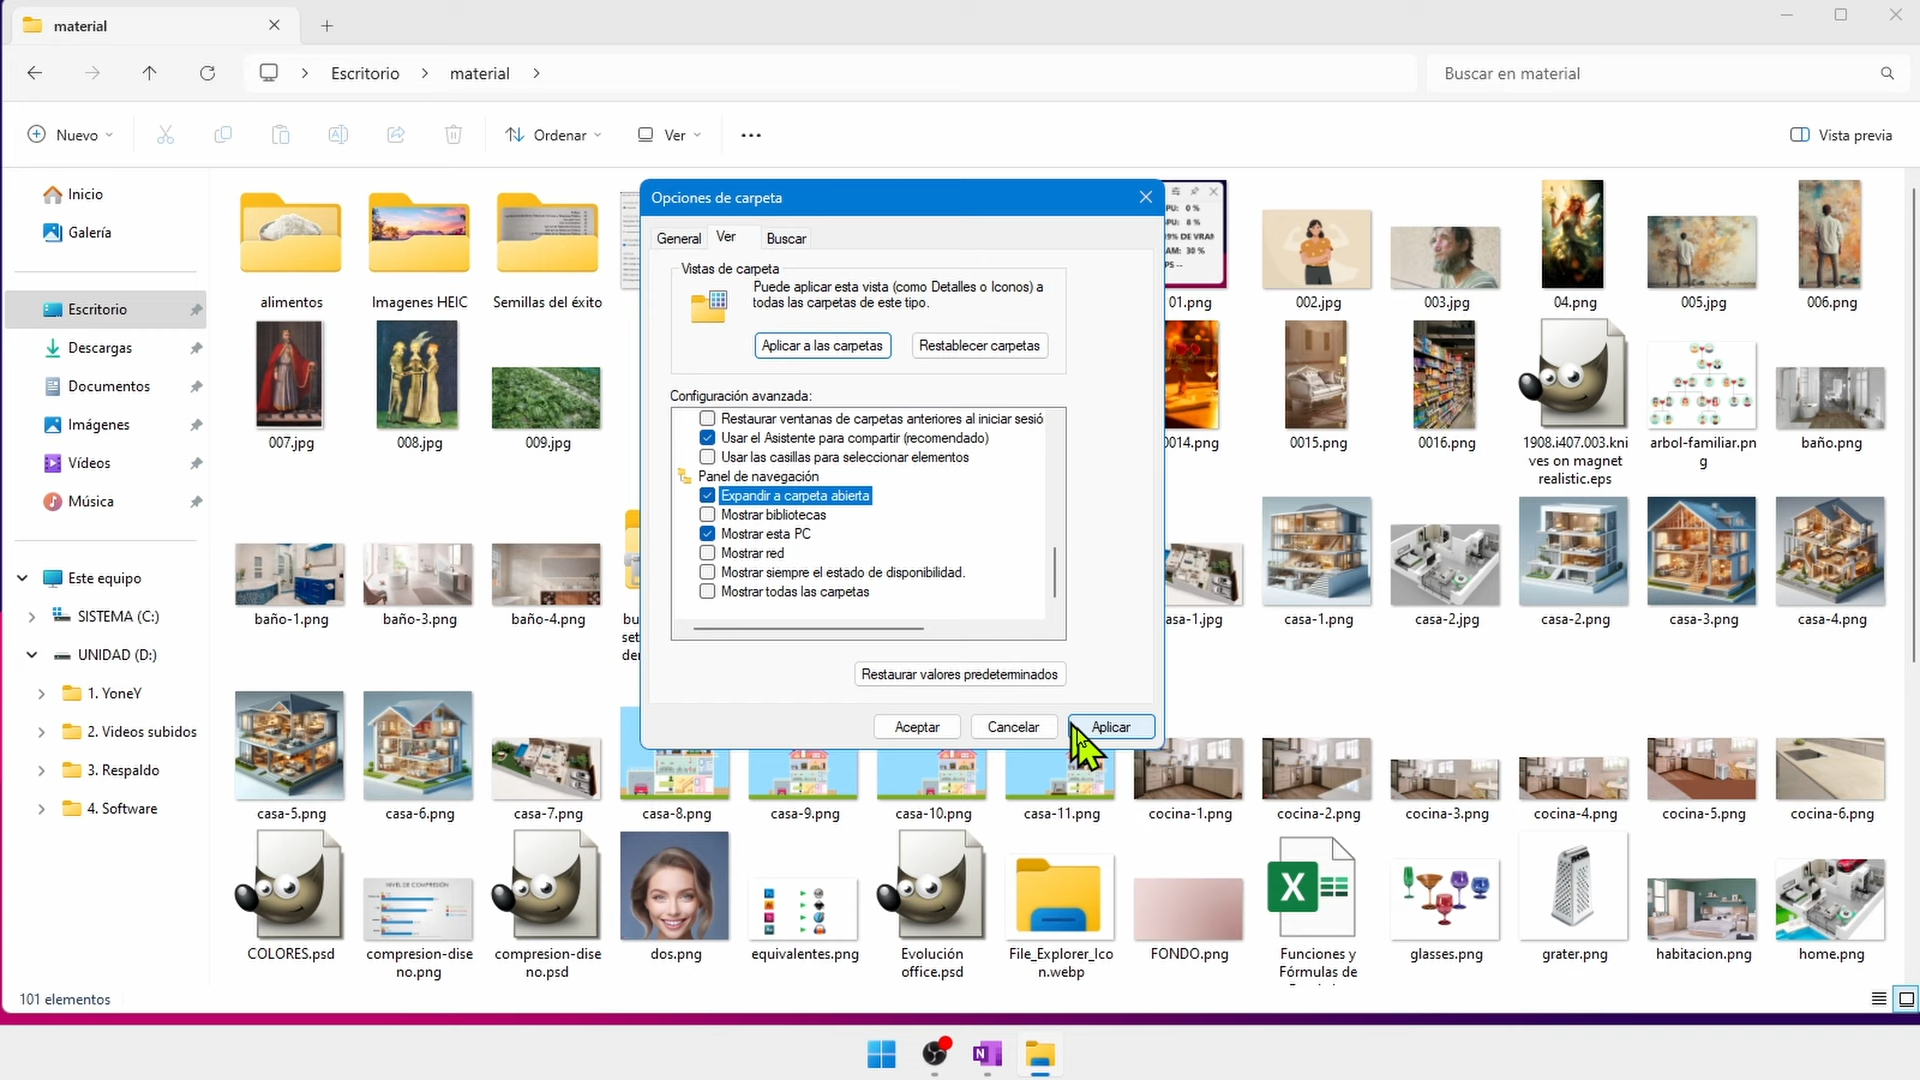 material
Escritorio
material
Buscar en material
Nuevo
Ordenar
Ver
Vista previa
Inicio
Galería
Escritorio
Descargas
Documentos
Imágenes
Vídeos
Música
Este equipo
SISTEMA (C:)
UNIDAD (D:)
1. YoneY
2. Videos subidos
3. Respaldo
4. Software
alimentos
Imagenes HEIC
Semillas del éxito
01.png
002.jpg
003.jpg
04.png
005.jpg
006.png
007.jpg
008.jpg
009.jpg
0014.png
0015.png
0016.png
1908.i407.003.kni
ves on magnet
realistic.eps
arbol-familiar.pn
g
baño.png
baño-1.png
baño-3.png
baño-4.png
casa-1.png
casa-2.jpg
casa-2.png
casa-3.png
casa-4.png
casa-5.png
casa-6.png
casa-7.png
casa-8.png
casa-9.png
casa-10.png
casa-11.png
cocina-1.png
cocina-2.png
cocina-3.png
cocina-4.png
cocina-5.png
cocina-6.png
NIVEL DE COMPRESIÓN
COLORES.psd
compresion-dise
no.png
compresion-dise
no.psd
dos.png
equivalentes.png
Evolución
office.psd
File_Explorer_Ico
n.webp
FONDO.png
Funciones y
Fórmulas de
glasses.png
grater.png
habitacion.png
home.png
101 elementos
Opciones de carpeta
General
Ver
Buscar
Vistas de carpeta
Puede aplicar esta vista (como Detalles o Iconos) a
todas las carpetas de este tipo.
Aplicar a las carpetas
Restablecer carpetas
Configuración avanzada:
Restaurar ventanas de carpetas anteriores al iniciar sesió
Usar el Asistente para compartir (recomendado)
Usar las casillas para seleccionar elementos
Panel de navegación
Expandir a carpeta abierta
Mostrar bibliotecas
Mostrar esta PC
Mostrar red
Mostrar siempre el estado de disponibilidad.
Mostrar todas las carpetas
Restaurar valores predeterminados
Aceptar
Cancelar
Aplicar